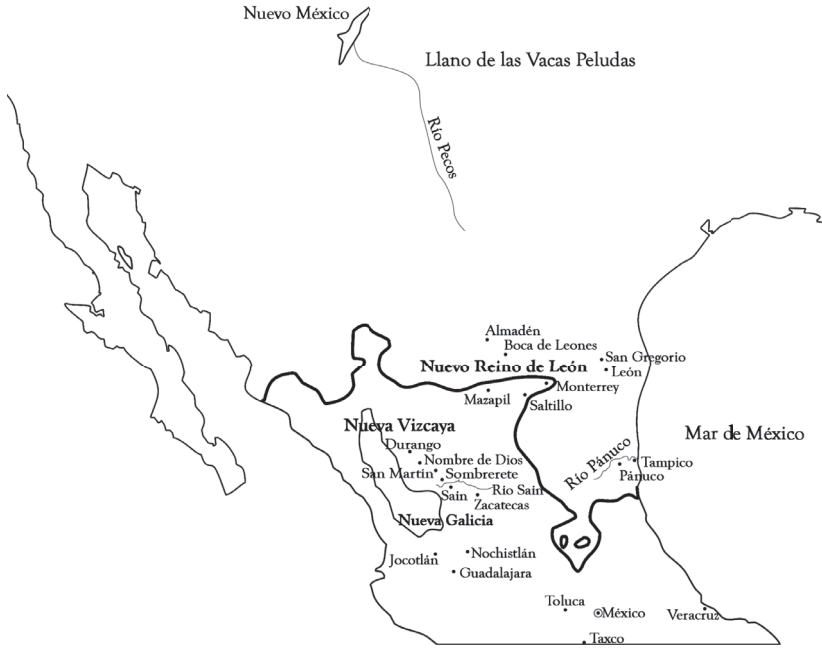 Nuevo México
Llano de las Vacas Peludas
Río Pecos
Almadén
Boca de Leones
San Gregorio
Nuevo Reino de León
León
Monterrey
Mazapil
Saltillo
Nueva Vizcaya
Mar de México
Durango
Nombre de Dios
Río Pánuco
Tampico
San Martín
Sombrerete
Pánuco
Saín
Río Saín
Zacatecas
Nueva Galicia
Jocotlán
Nochistlán
Guadalajara
Toluca
México
Veracruz
Taxco